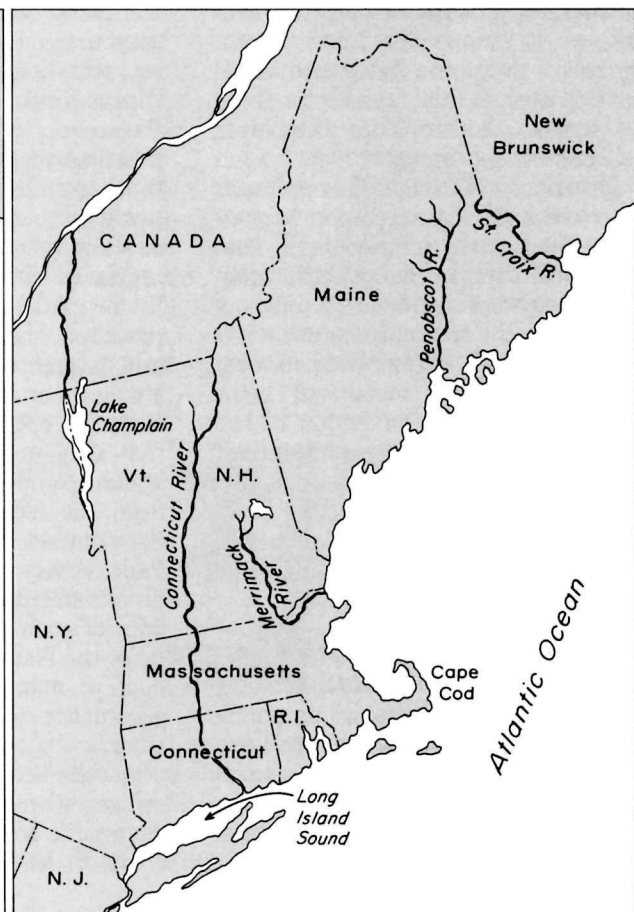 New
Brunswick
CANADA
St. Croix R.
Maine
Penobscot R.
Lake
Champlain
Vt.
Connecticut River
N.H.
Merrimack
River
N.Y.
Massachusetts
Cape
Cod
Atlantic Ocean
R.I.
Connecticut
Long
Island
Sound
N. J.